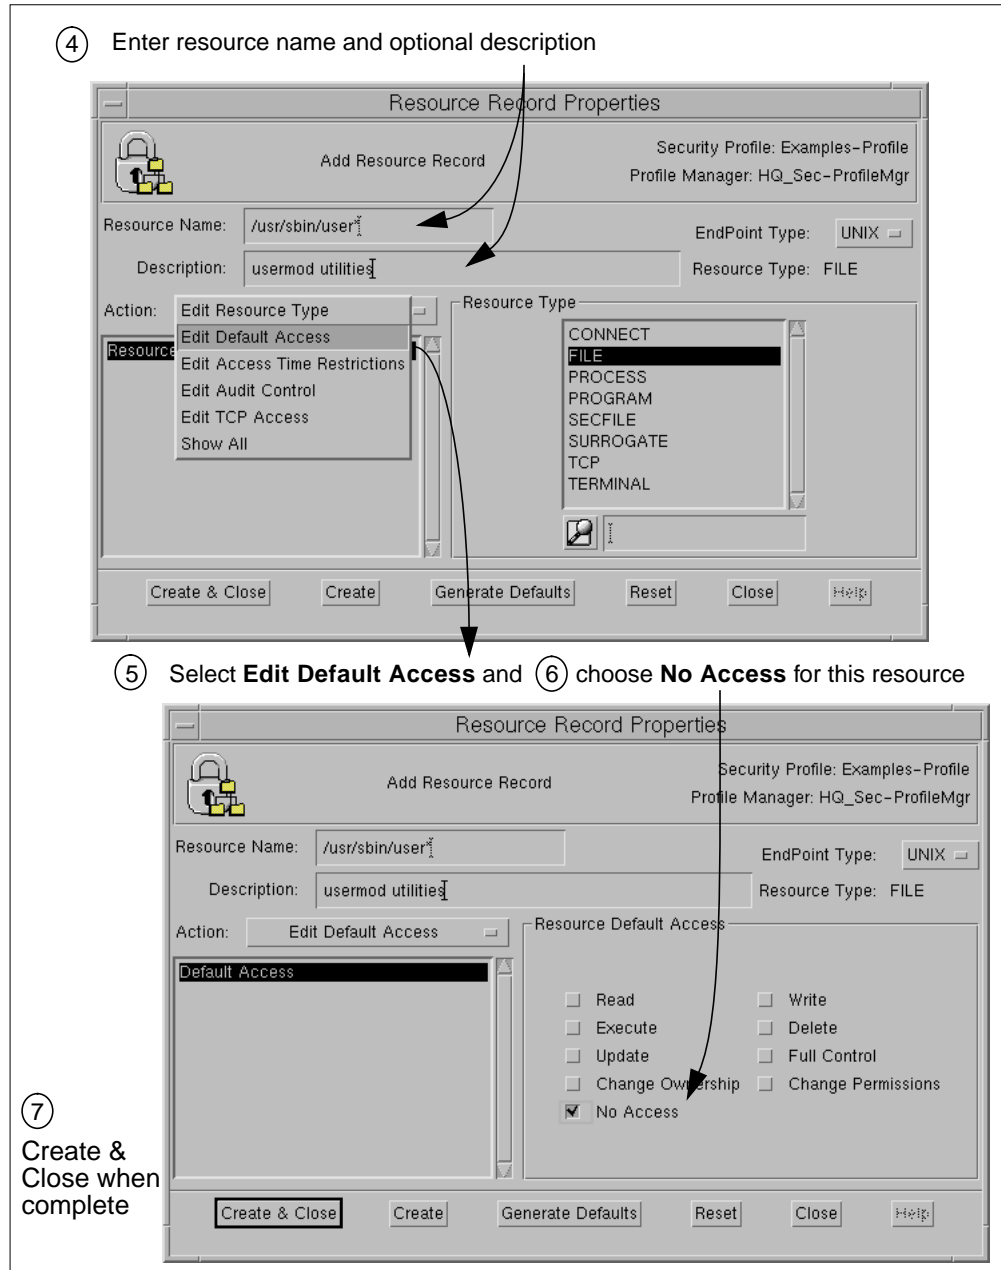 4 Enter resource name and optional description
Resource Record Properties
Add Resource Record
Security Profile: Examples-Profile
Profile Manager: HQ_Sec-ProfileMgr
Resource Name: /usr/sbin/user*
EndPoint Type: UNIX
Description: usermod utilities
Resource Type: FILE
Action:
Edit Resource Type
Edit Default Access
Edit Access Time Restrictions
Edit Audit Control
Edit TCP Access
Show All
Resource
Resource Type
CONNECT
FILE
PROCESS
PROGRAM
SECFILE
SURROGATE
TCP
TERMINAL
Create & Close Create Generate Defaults Reset Close Help
5 Select Edit Default Access and 6 choose No Access for this resource
Resource Record Properties
Add Resource Record
Security Profile: Examples-Profile
Profile Manager: HQ_Sec-ProfileMgr
Resource Name: /usr/sbin/user*
EndPoint Type: UNIX
Description: usermod utilities
Resource Type: FILE
Action: Edit Default Access
Default Access
Resource Default Access
Read Write
Execute Delete
Update Full Control
Change Ownership Change Permissions
No Access
7
Create &
Close when
complete
Create & Close Create Generate Defaults Reset Close Help